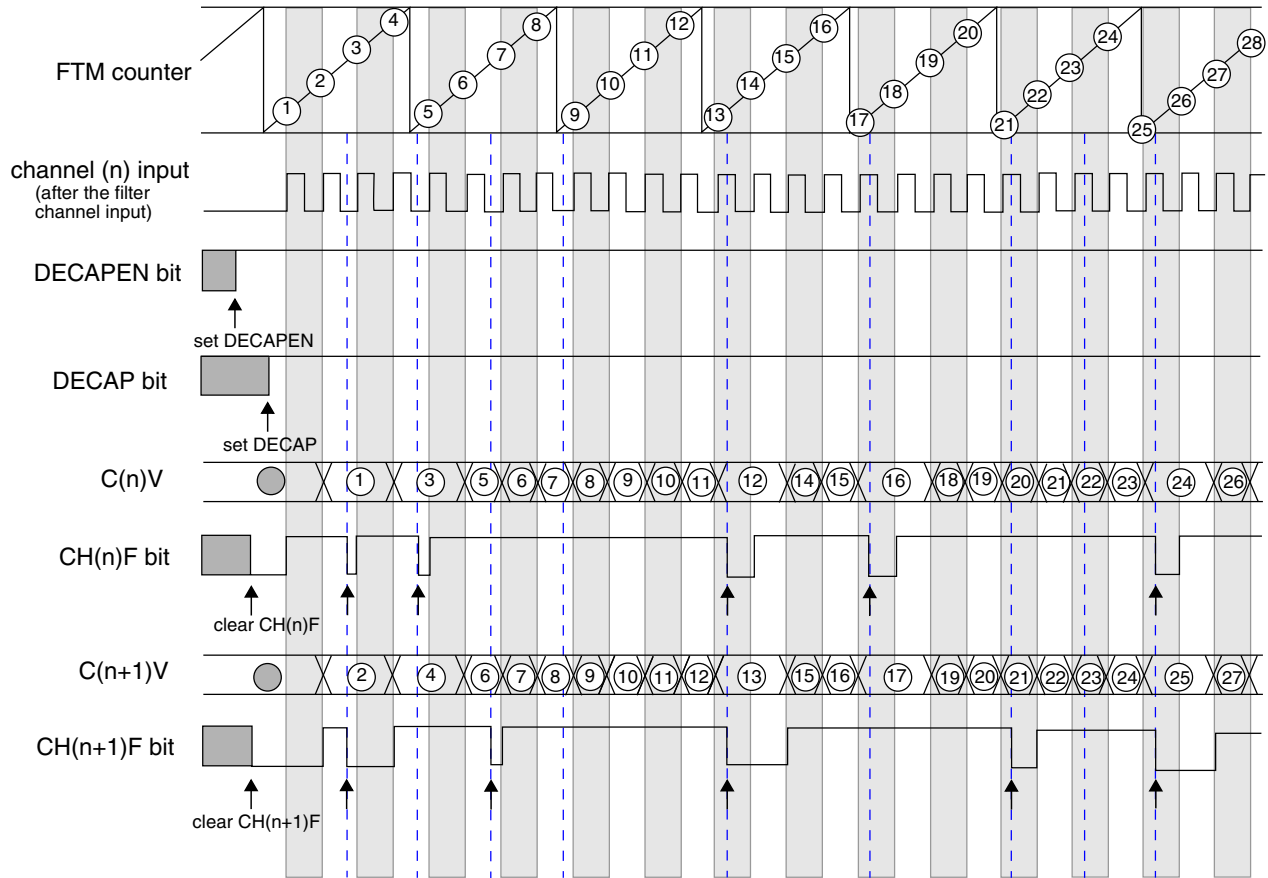 4 8 12 16 20 24 28
3 7 11 15 19 23 27
FTM counter
2 6 10 14 18 22 26
1 5 9 13 17 21 25
channel (n) input
(after the filter
channel input)
DECAPEN bit
set DECAPEN
DECAP bit
set DECAP
C(n)V 1 3 5 6 7 8 9 10 11 12 14 15 16 18 19 20 21 22 23 24 26
CH(n)F bit
clear CH(n)F
C(n+1)V 2 4 6 7 8 9 10 11 12 13 15 16 17 19 20 21 22 23 24 25 27
CH(n+1)F bit
clear CH(n+1)F